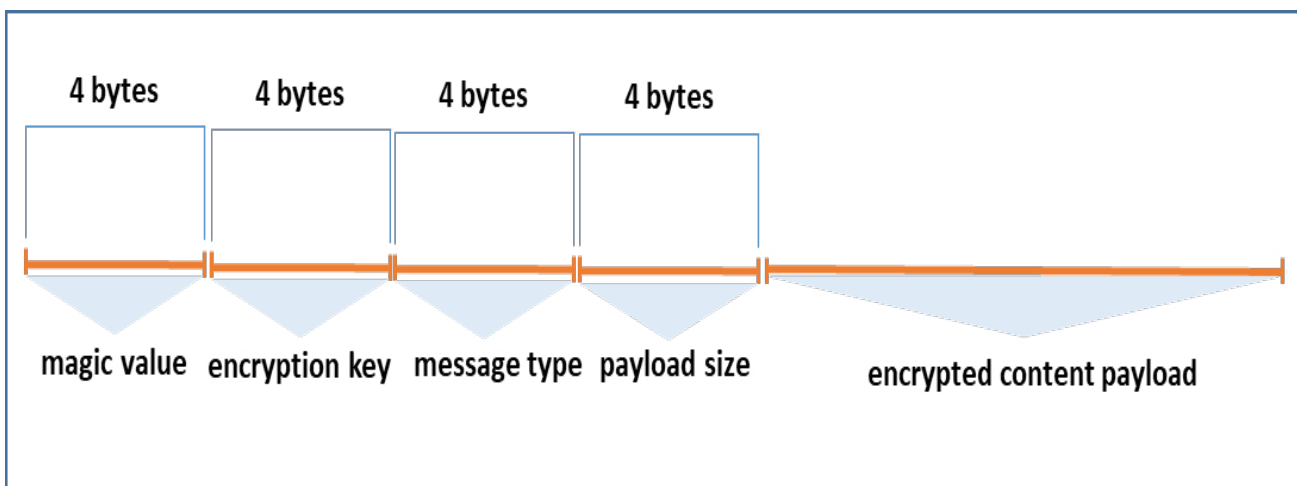 4 bytes 4 bytes 4 bytes 4 bytes
magic value encryption key message type payload size encrypted content payload